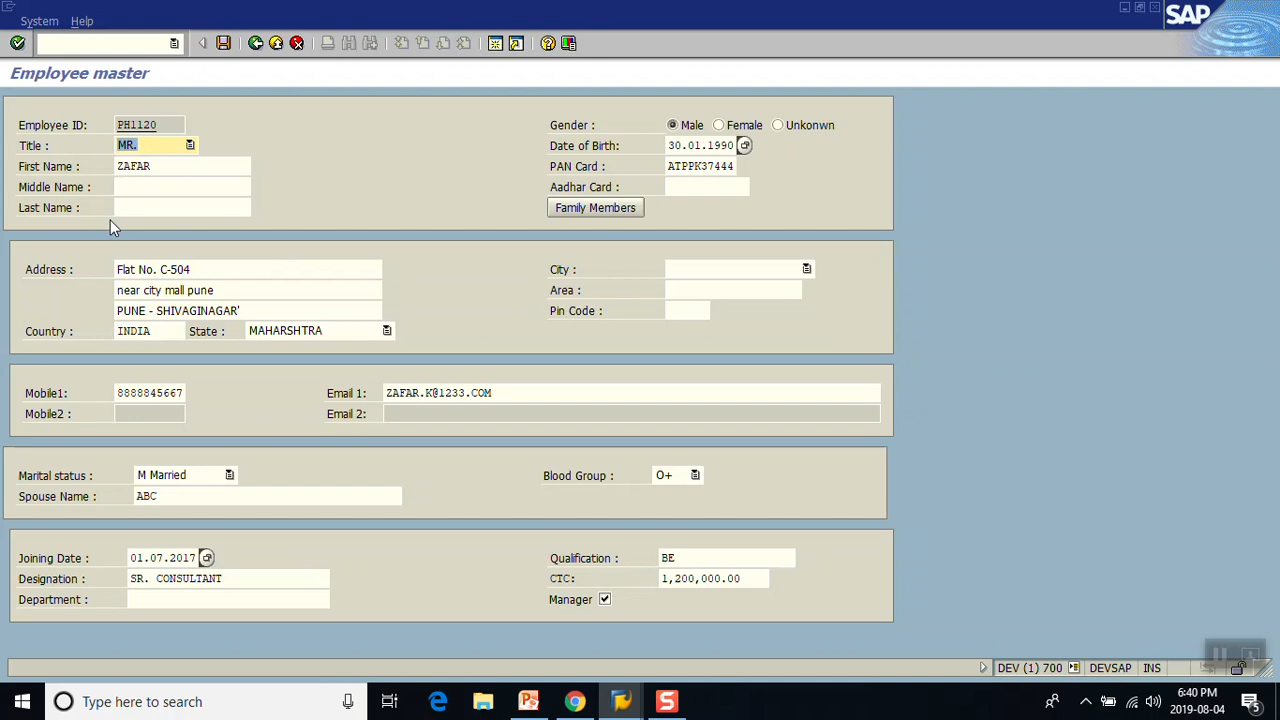 System Help
SAP
Employee master
Employee ID: PH1120
Title : MR.
First Name : ZAFAR
Middle Name :
Last Name :
Gender : Male Female Unkonwn
Date of Birth : 30.01.1990
PAN Card : ATPPK37444
Aadhar Card :
Family Members
Address : Flat No. C-504
near city mall pune
PUNE - SHIVAGINAGAR'
Country : INDIA State : MAHARSHTRA
City :
Area :
Pin Code :
Mobile1: 8888845667 Email 1: ZAFAR.K@1233.COM
Mobile2 : Email 2:
Marital status : M Married
Spouse Name : ABC
Blood Group : O+
Joining Date : 01.07.2017
Designation : SR. CONSULTANT
Department :
Qualification : BE
CTC: 1,200,000.00
Manager
DEV (1) 700 DEVSAP INS
Type here to search
6:40 PM
2019-08-04
5